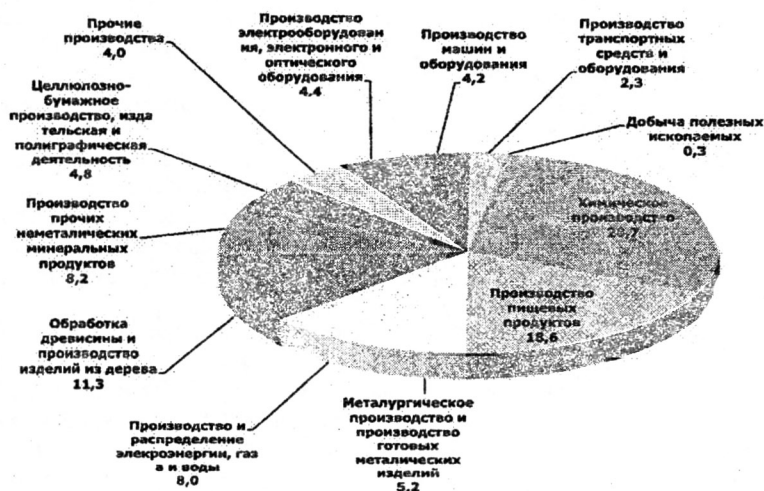 Прочие
производства
4,0
Производство
электрооборудован
ия, электронного и
оптического
оборудования
4,4
Производство
машин и
оборудования
4,2
Производство
транспортных
средств и
оборудования
2,3
Добыча полезных
ископаемых
0,3
Целлюлозно-
бумажное
производство, изда
тельская и
полиграфическая
деятельность
4,8
Химическое
производство
28,7
Производство
прочих
неметалических
минеральных
продуктов
8,2
Производство
пищевых
продуктов
18,6
Обработка
древисины и
производство
изделий из дерева
11,3
Производство и
распределение
элекроэнергии, газ
а и воды
8,0
Металургическое
производство и
производство
готовых
металических
изделий
5,2